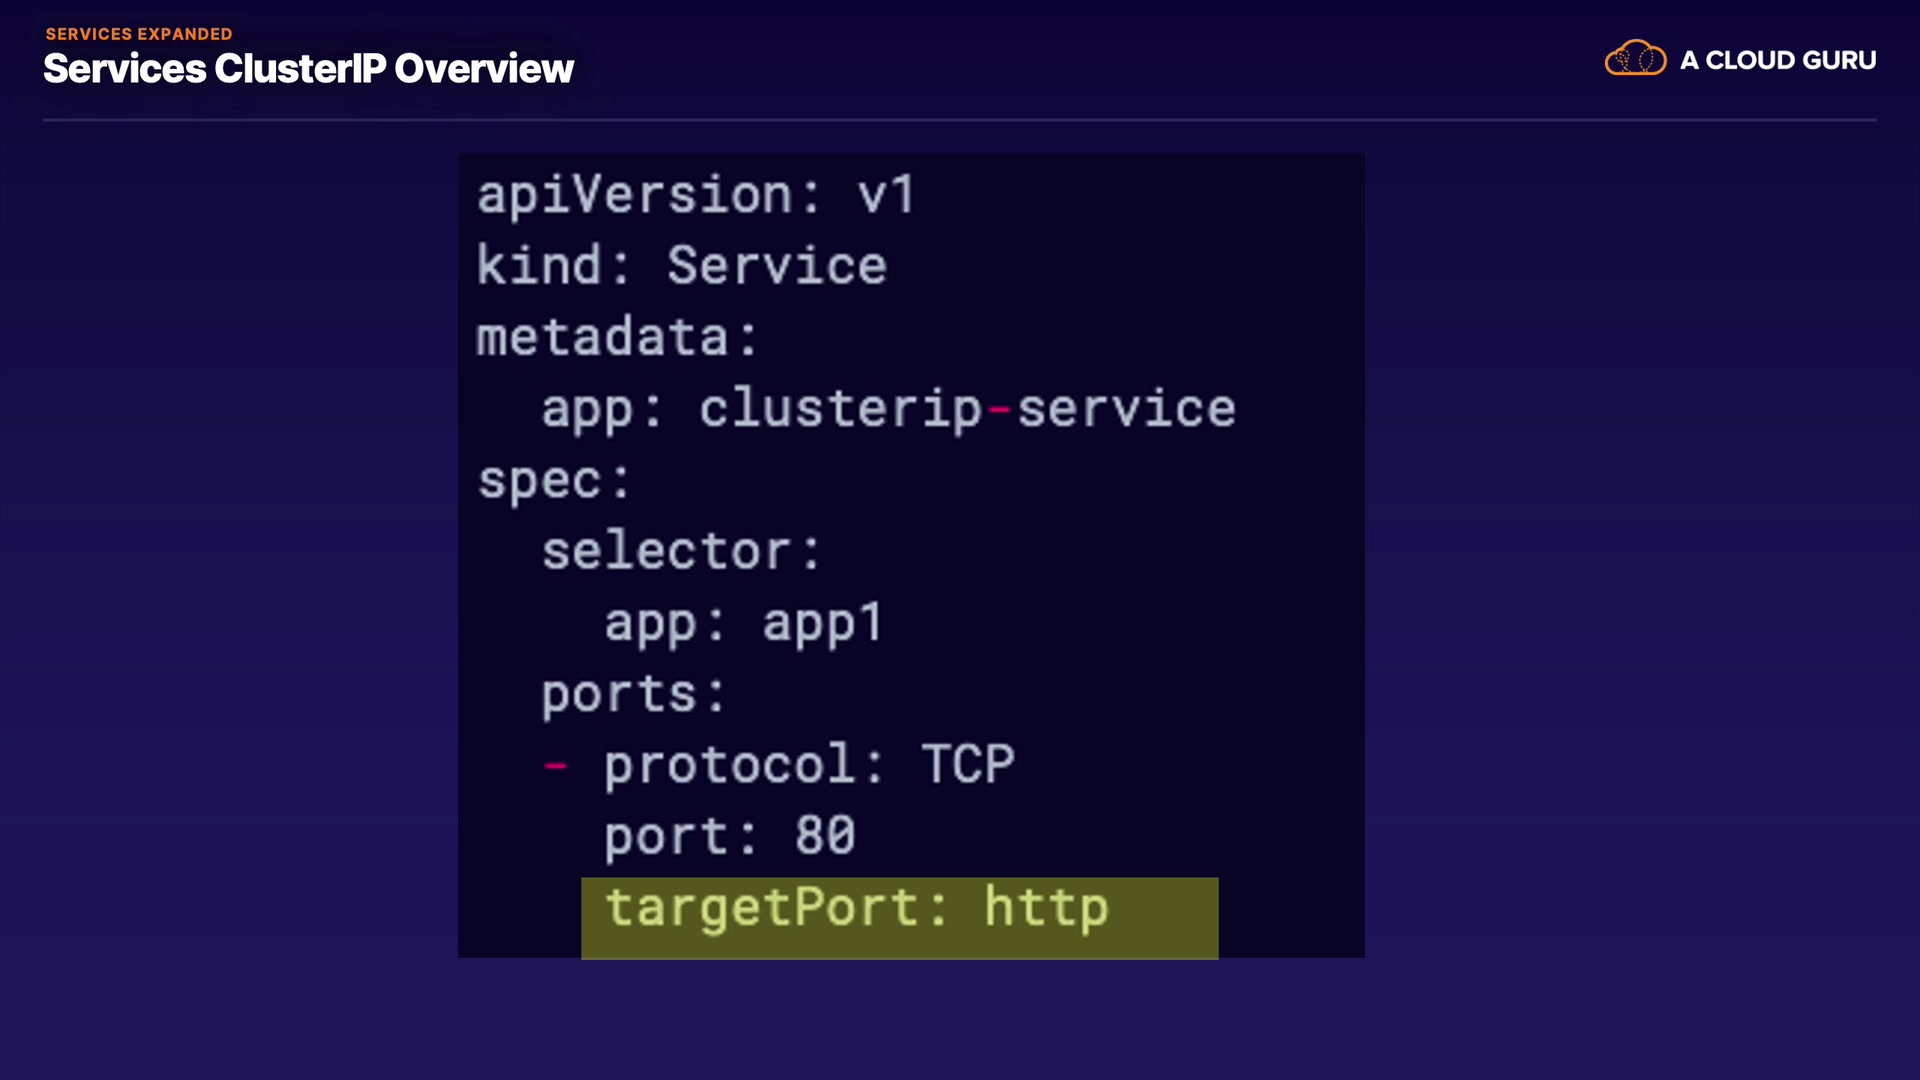 SERVICES EXPANDED
Services ClusterIP Overview
A CLOUD GURU
apiVersion: v1
kind: Service
metadata:
  app: clusterip-service
spec:
  selector:
    app: app1
  ports:
  - protocol: TCP
    port: 80
    targetPort: http